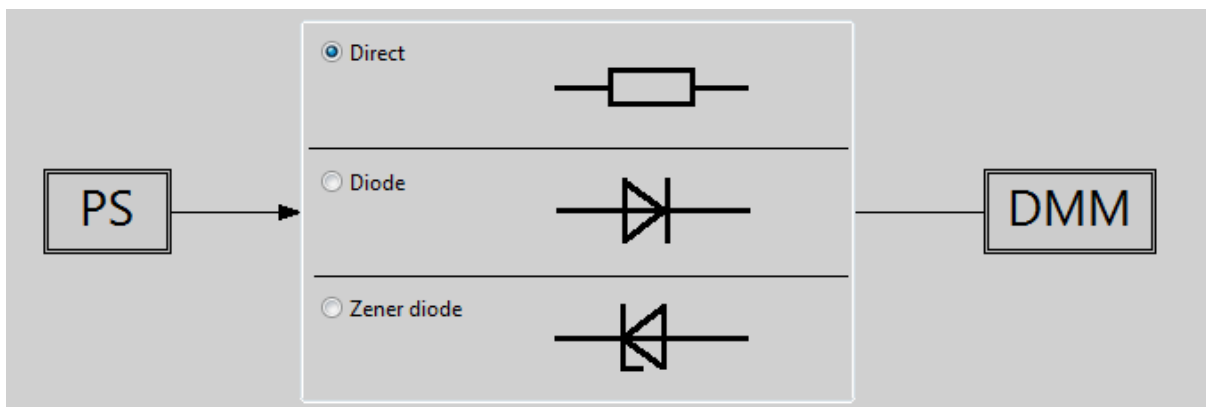 Direct
PS
Diode
DMM
Zener diode